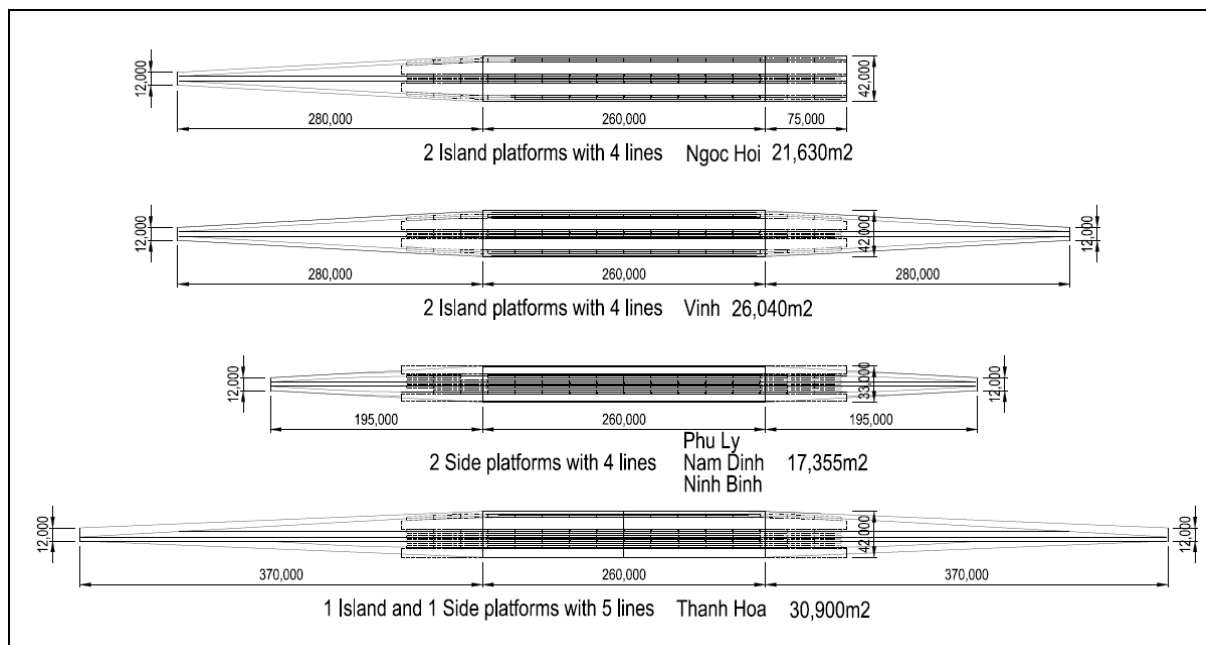 12,000
42,000
280,000 260,000 75,000
2 Island platforms with 4 lines Ngoc Hoi 21,630m2
12,000
42,000
12,000
280,000 260,000 280,000
2 Island platforms with 4 lines Vinh 26,040m2
12,000
33,000
12,000
195,000 260,000 195,000
Phu Ly
2 Side platforms with 4 lines Nam Dinh 17,355m2
Ninh Binh
12,000
42,000
12,000
370,000 260,000 370,000
1 Island and 1 Side platforms with 5 lines Thanh Hoa 30,900m2